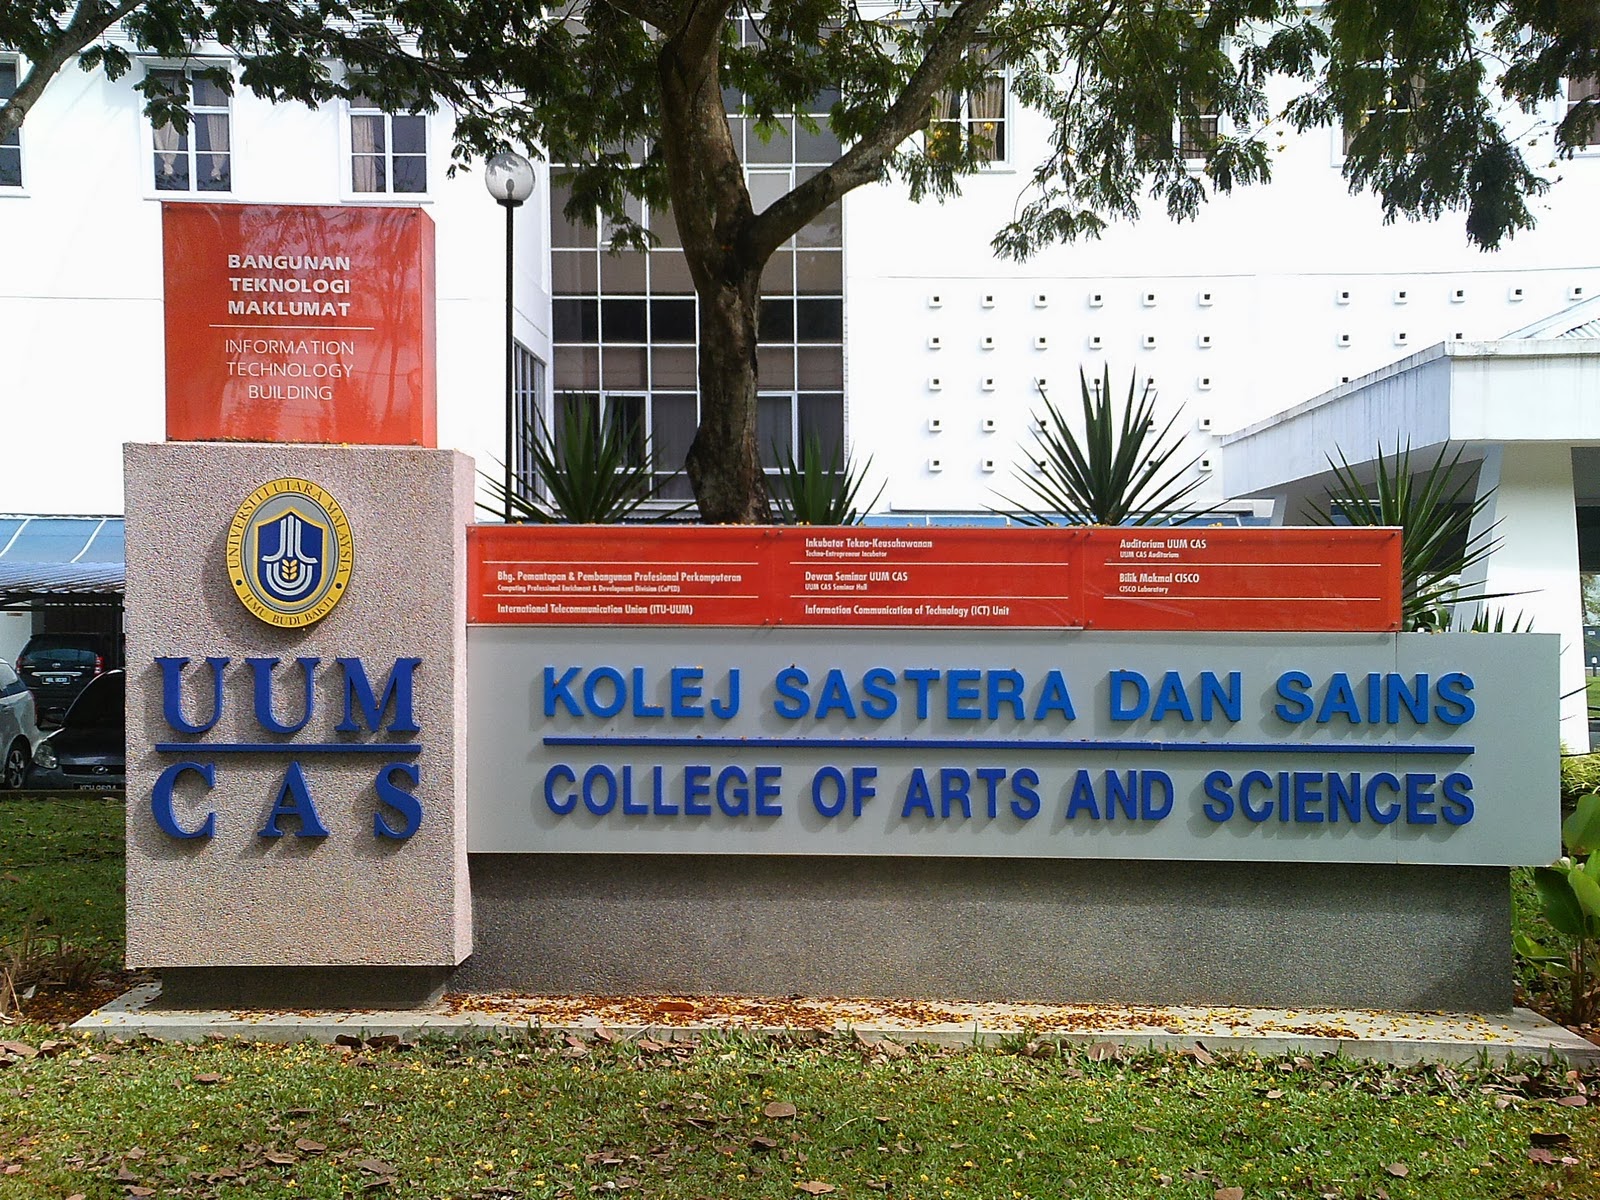 BANGUNAN
TEKNOLOGI
MAKLUMAT
INFORMATION
TECHNOLOGY
BUILDING
UNIVERSITI UTARA MALAYSIA
ILMU BUDI BAKTI
UUM
CAS
Bhg. Pemantapan & Pembangunan Profesional Perkomputeran
Computing Professional Enrichment & Development Division (CoPED)
International Telecommunication Union (ITU-UUM)
Inkubator Tekno-Keusahawanan
Techno-Entrepreneur Incubator
Dewan Seminar UUM CAS
UUM CAS Seminar Hall
Information Communication of Technology (ICT) Unit
Auditorium UUM CAS
UUM CAS Auditorium
Bilik Makmal CISCO
CISCO Laboratory
KOLEJ SASTERA DAN SAINS
COLLEGE OF ARTS AND SCIENCES